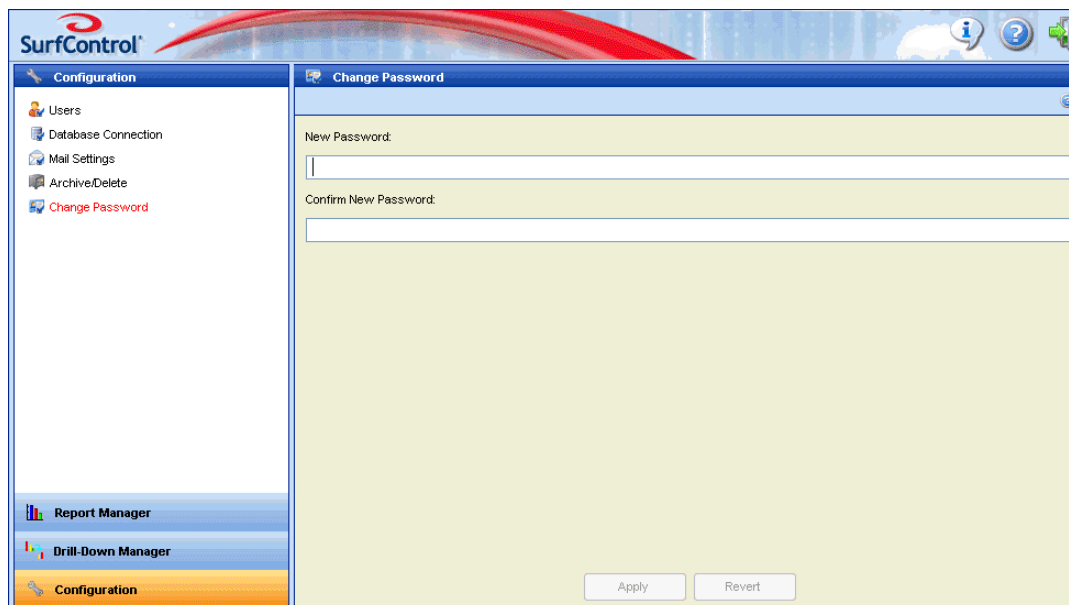 SurfControl
Configuration
Change Password
Users
Database Connection
Mail Settings
Archive/Delete
Change Password
New Password:
Confirm New Password:
Report Manager
Drill-Down Manager
Configuration
Apply
Revert